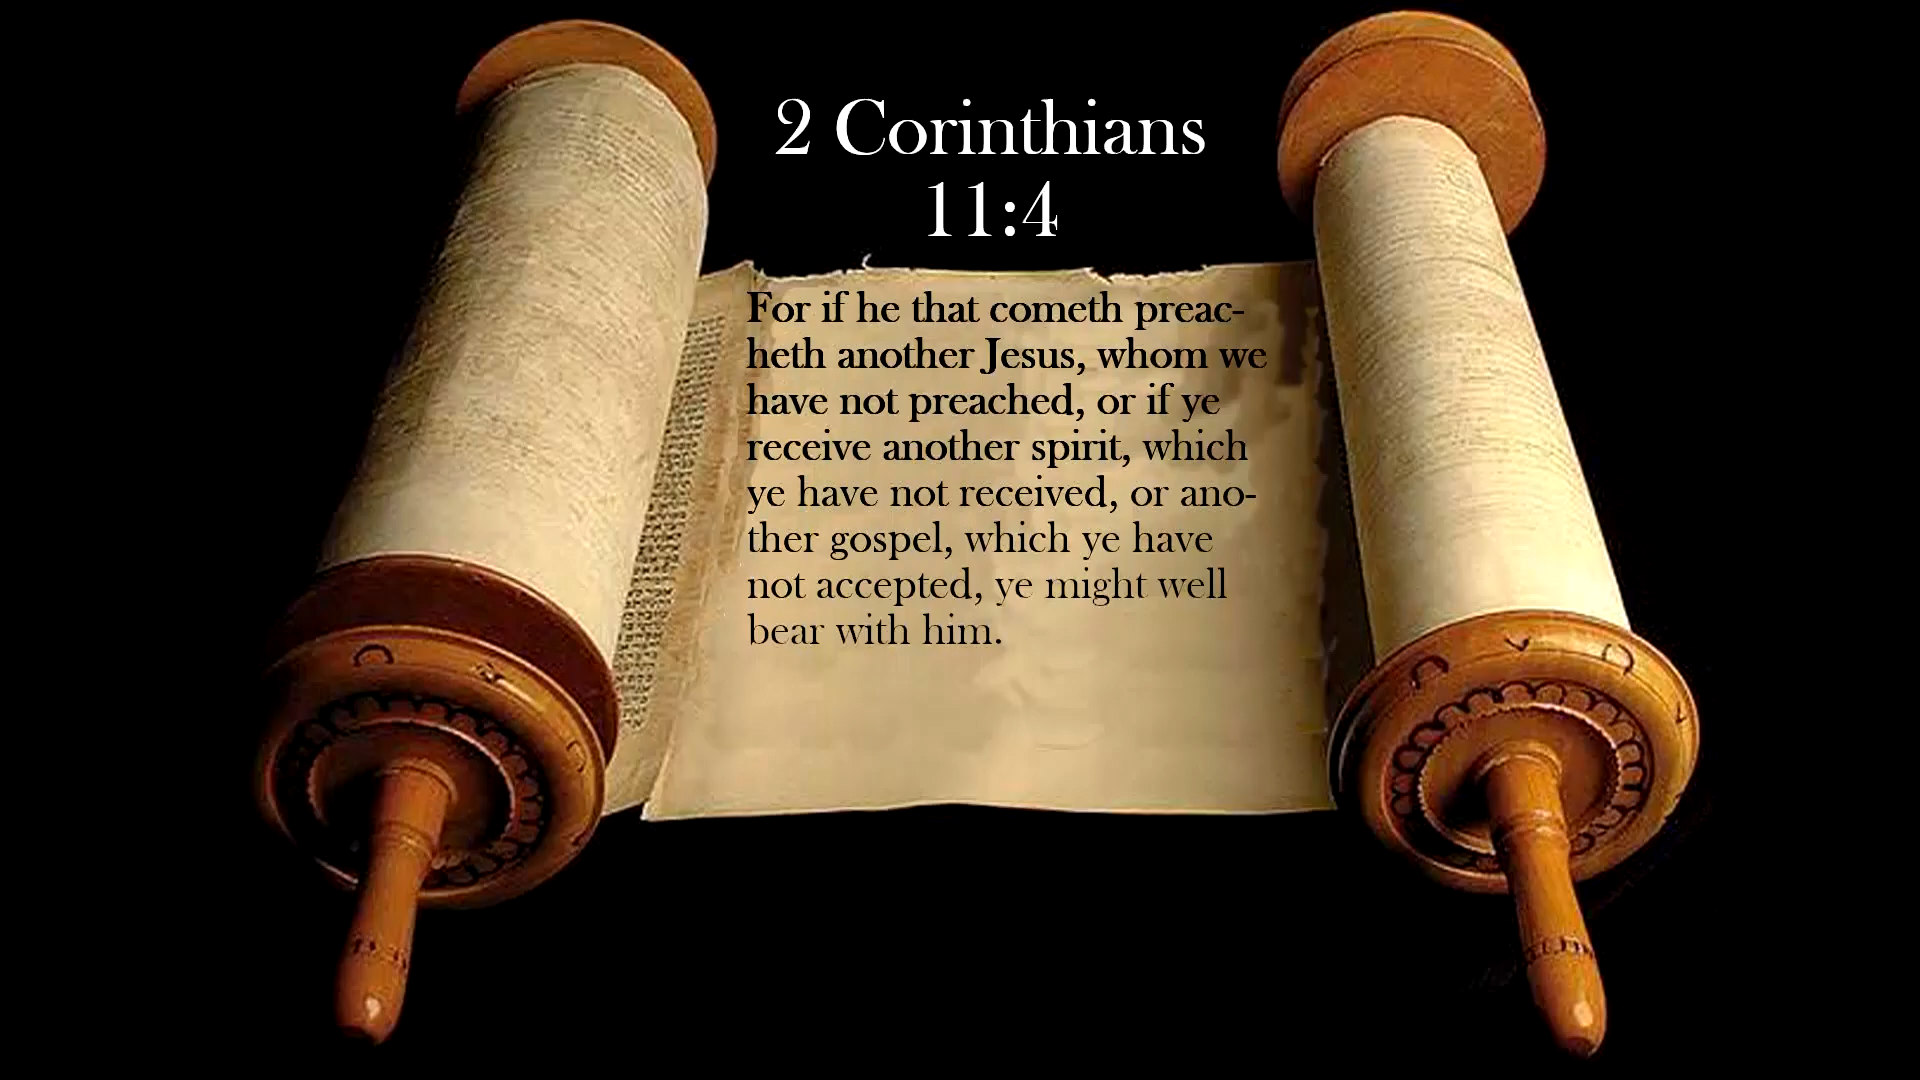 2 Corinthians
11:4
For if he that cometh preac-
heth another Jesus, whom we
have not preached, or if ye
receive another spirit, which
ye have not received, or ano-
ther gospel, which ye have
not accepted, ye might well
bear with him.